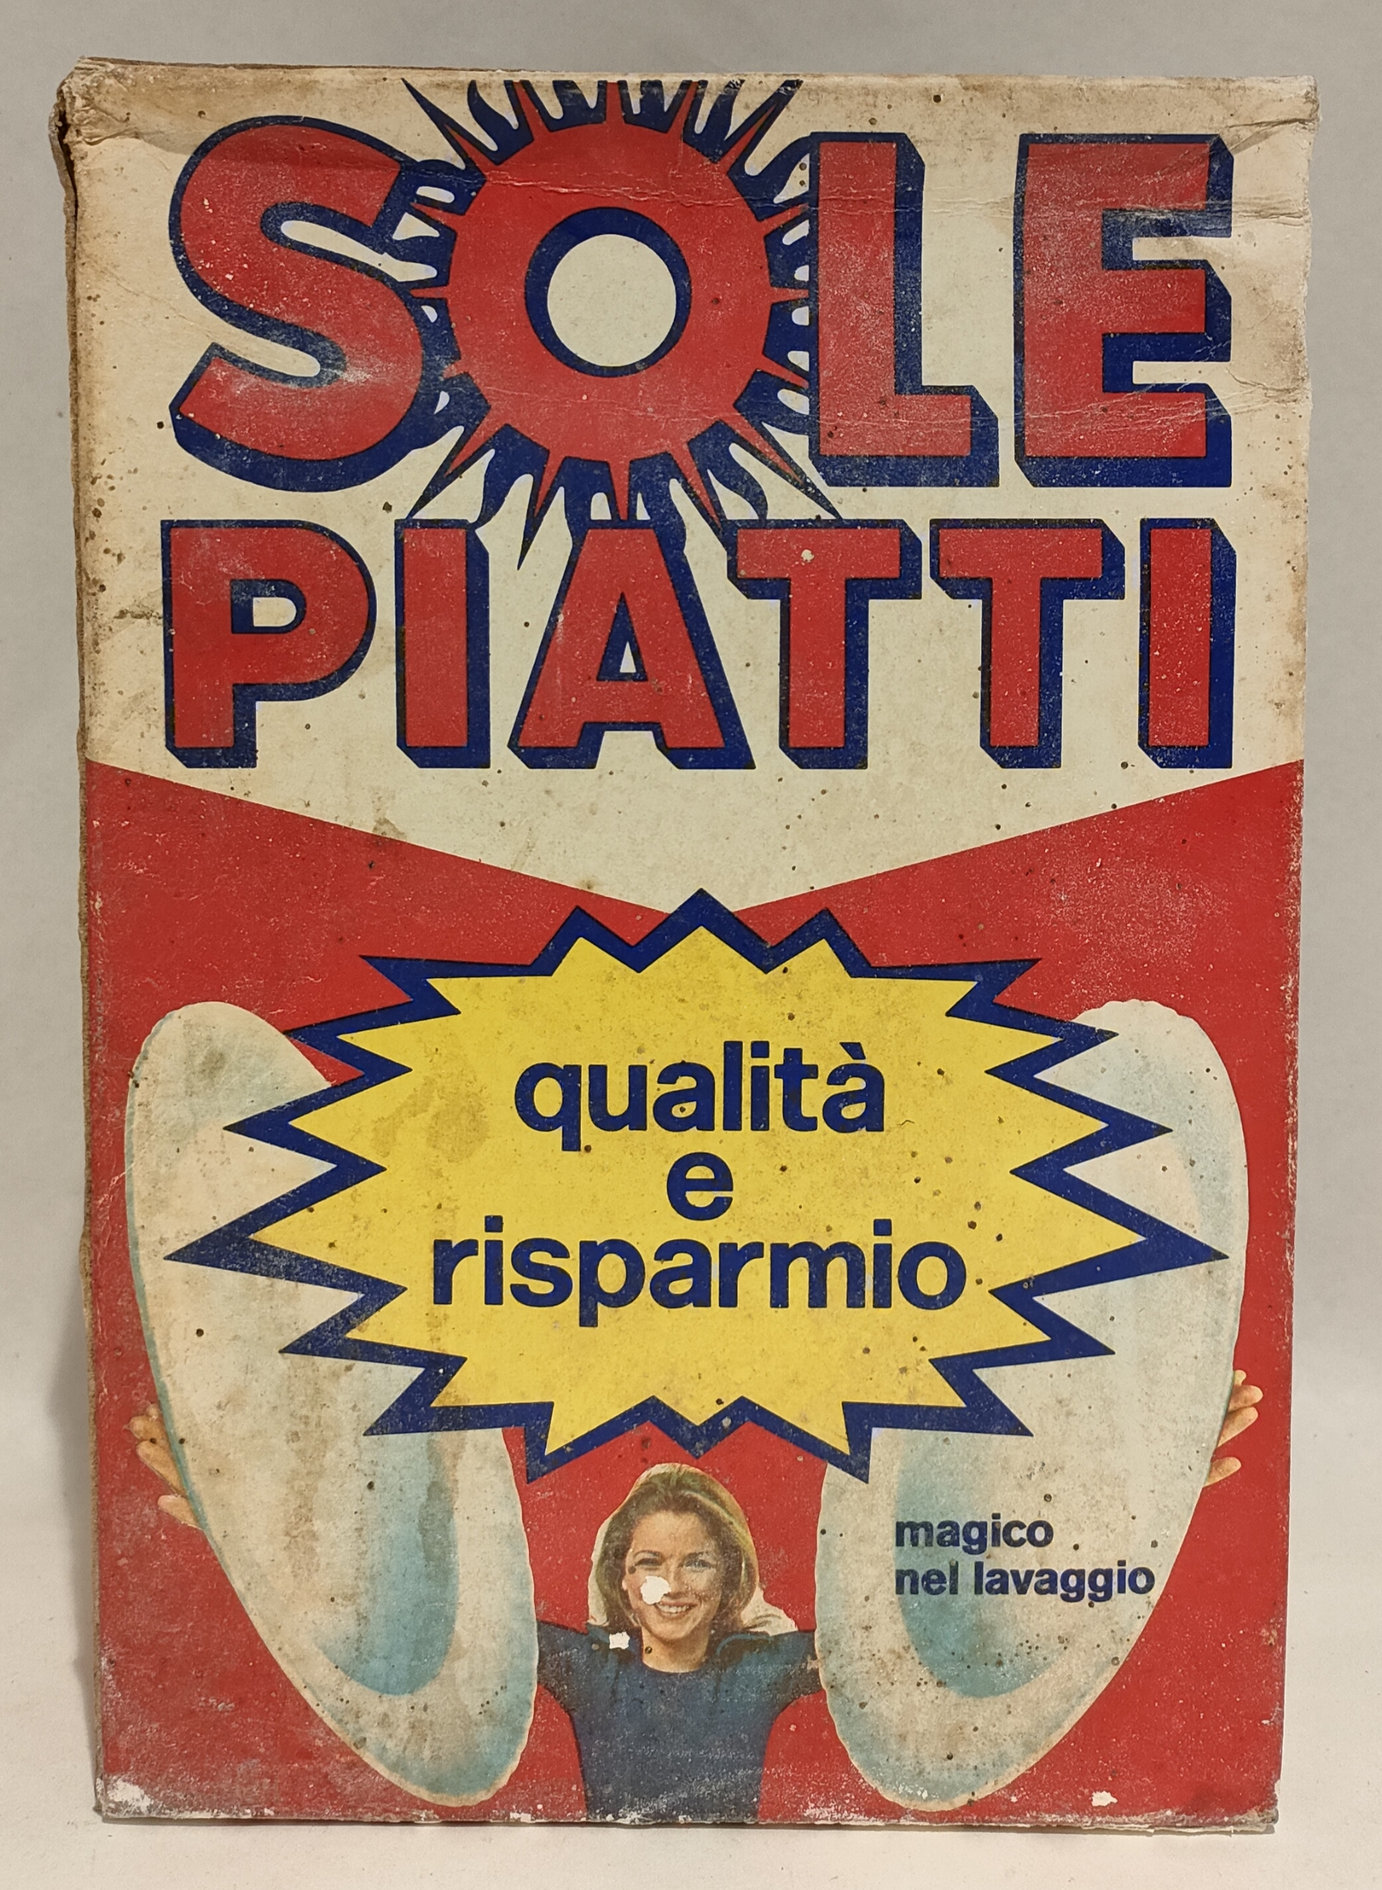 SOLE
PIATTI
qualità
e
risparmio
magico
nel lavaggio